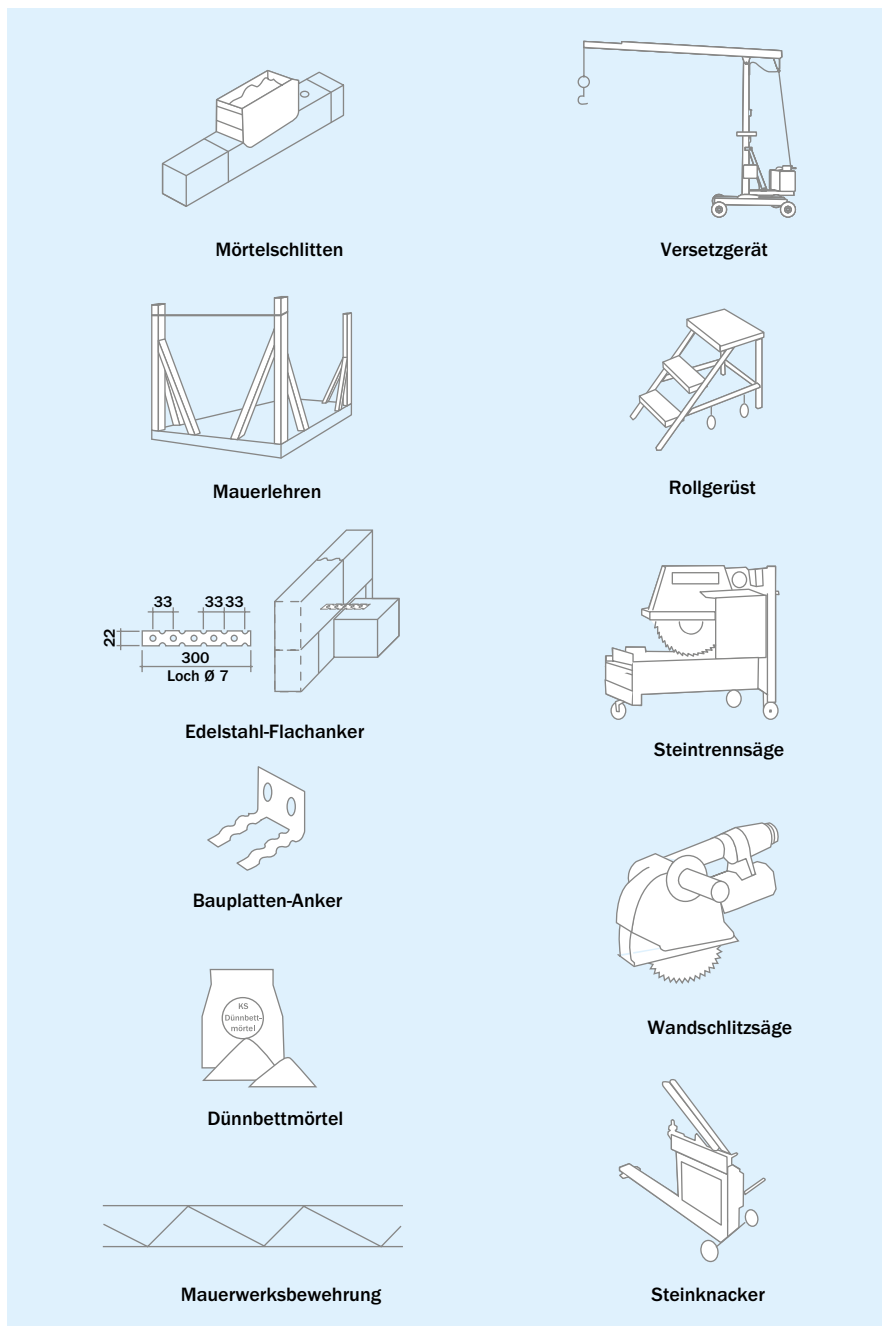 Mörtelschlitten
Versetzgerät
Mauerlehren
Rollgerüst
33
33 33
22
300
Loch Ø 7
Edelstahl-Flachanker
Steintrennsäge
Bauplatten-Anker
KS
Dünnbett-
mörtel
Wandschlitzsäge
Dünnbettmörtel
Mauerwerksbewehrung
Steinknacker